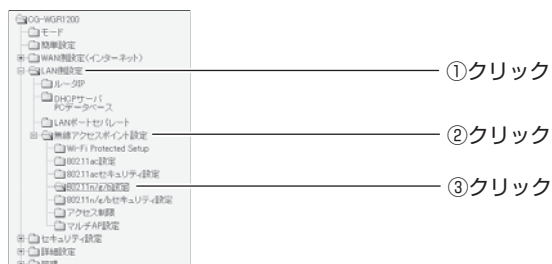 CG-WGR1200
モード
簡単設定
WAN側設定(インターネット)
LAN側設定
①クリック
ルータIP
DHCPサーバ
PCデータベース
LANポートセパレート
無線アクセスポイント設定
②クリック
Wi-Fi Protected Setup
802.11ac設定
802.11acセキュリティ設定
802.11n/g/b設定
③クリック
802.11n/g/bセキュリティ設定
アクセス制限
マルチAP設定
セキュリティ設定
詳細設定